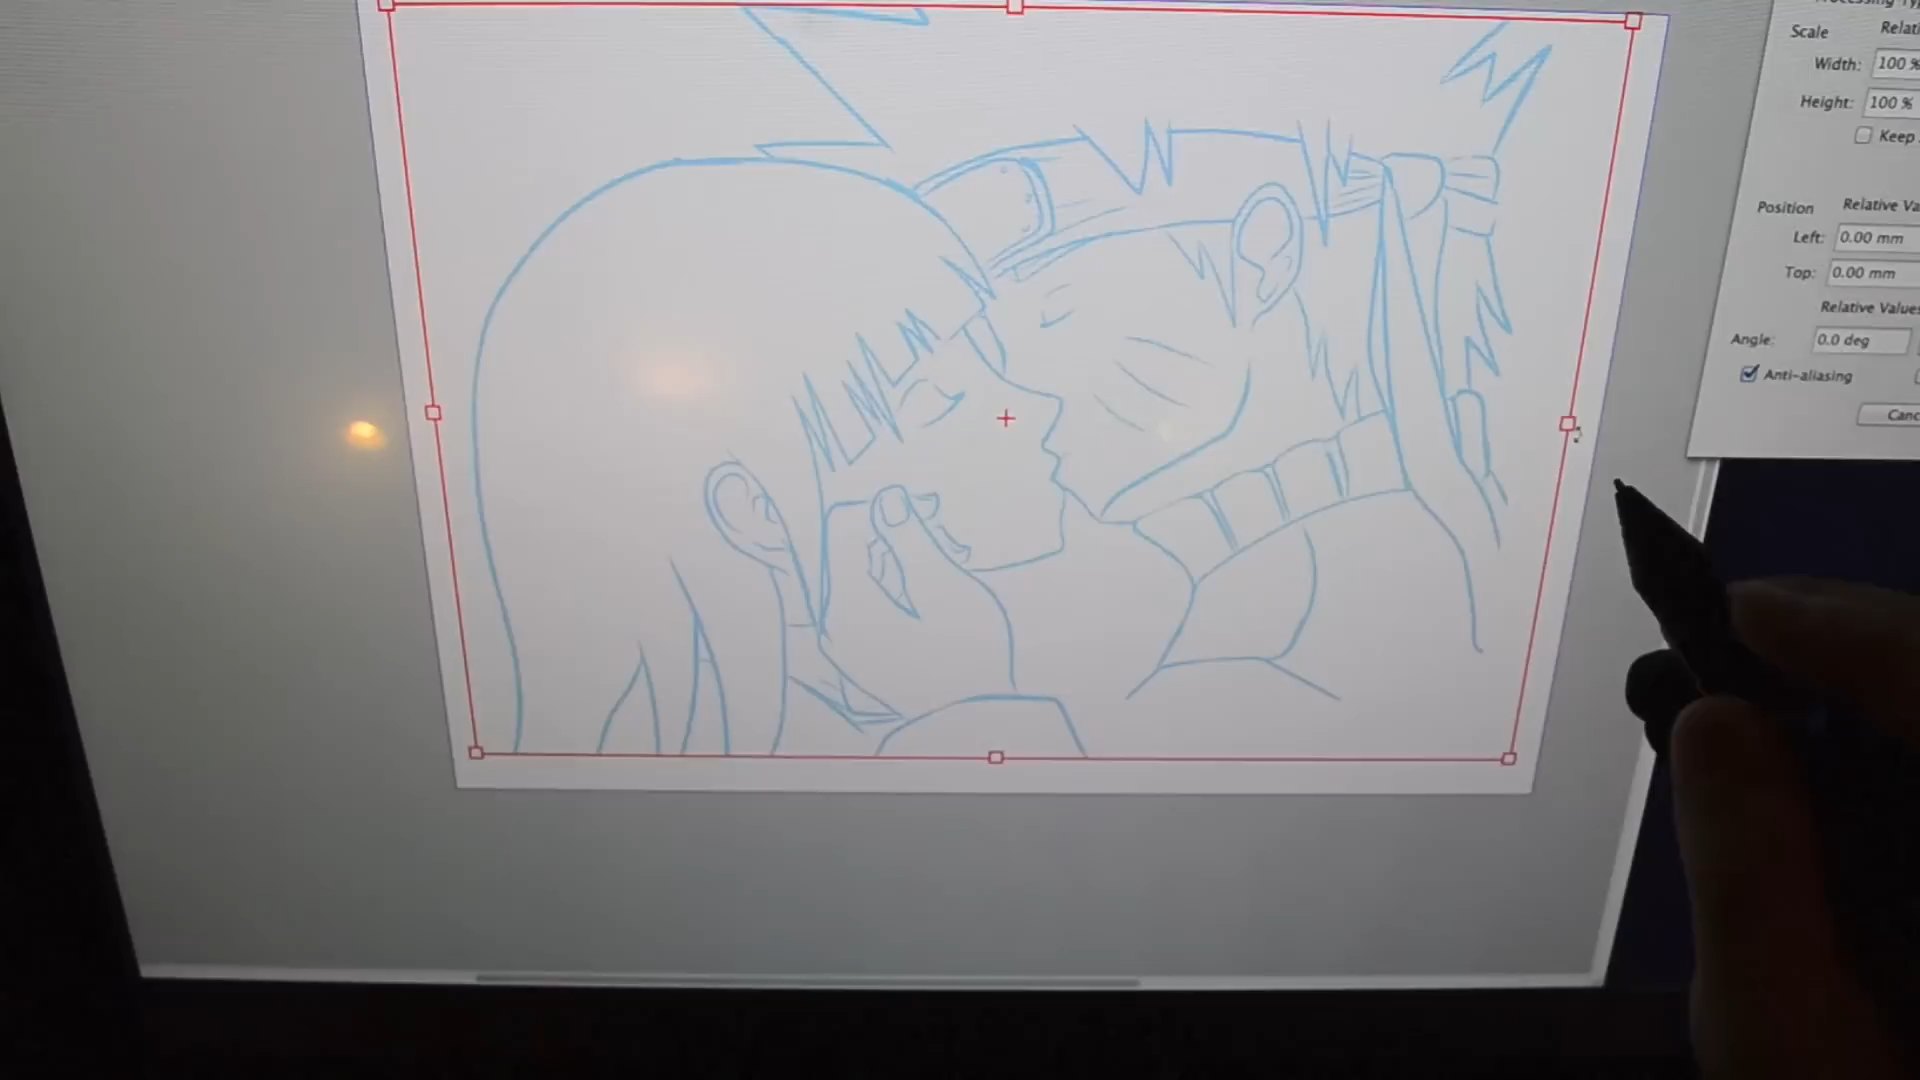 Scale
Width: 100 %
Height: 100 %
Keep
Position Relative
Left: 0.00 mm
Top: 0.00 mm
Relative Values
Angle: 0.0 deg
Anti-aliasing